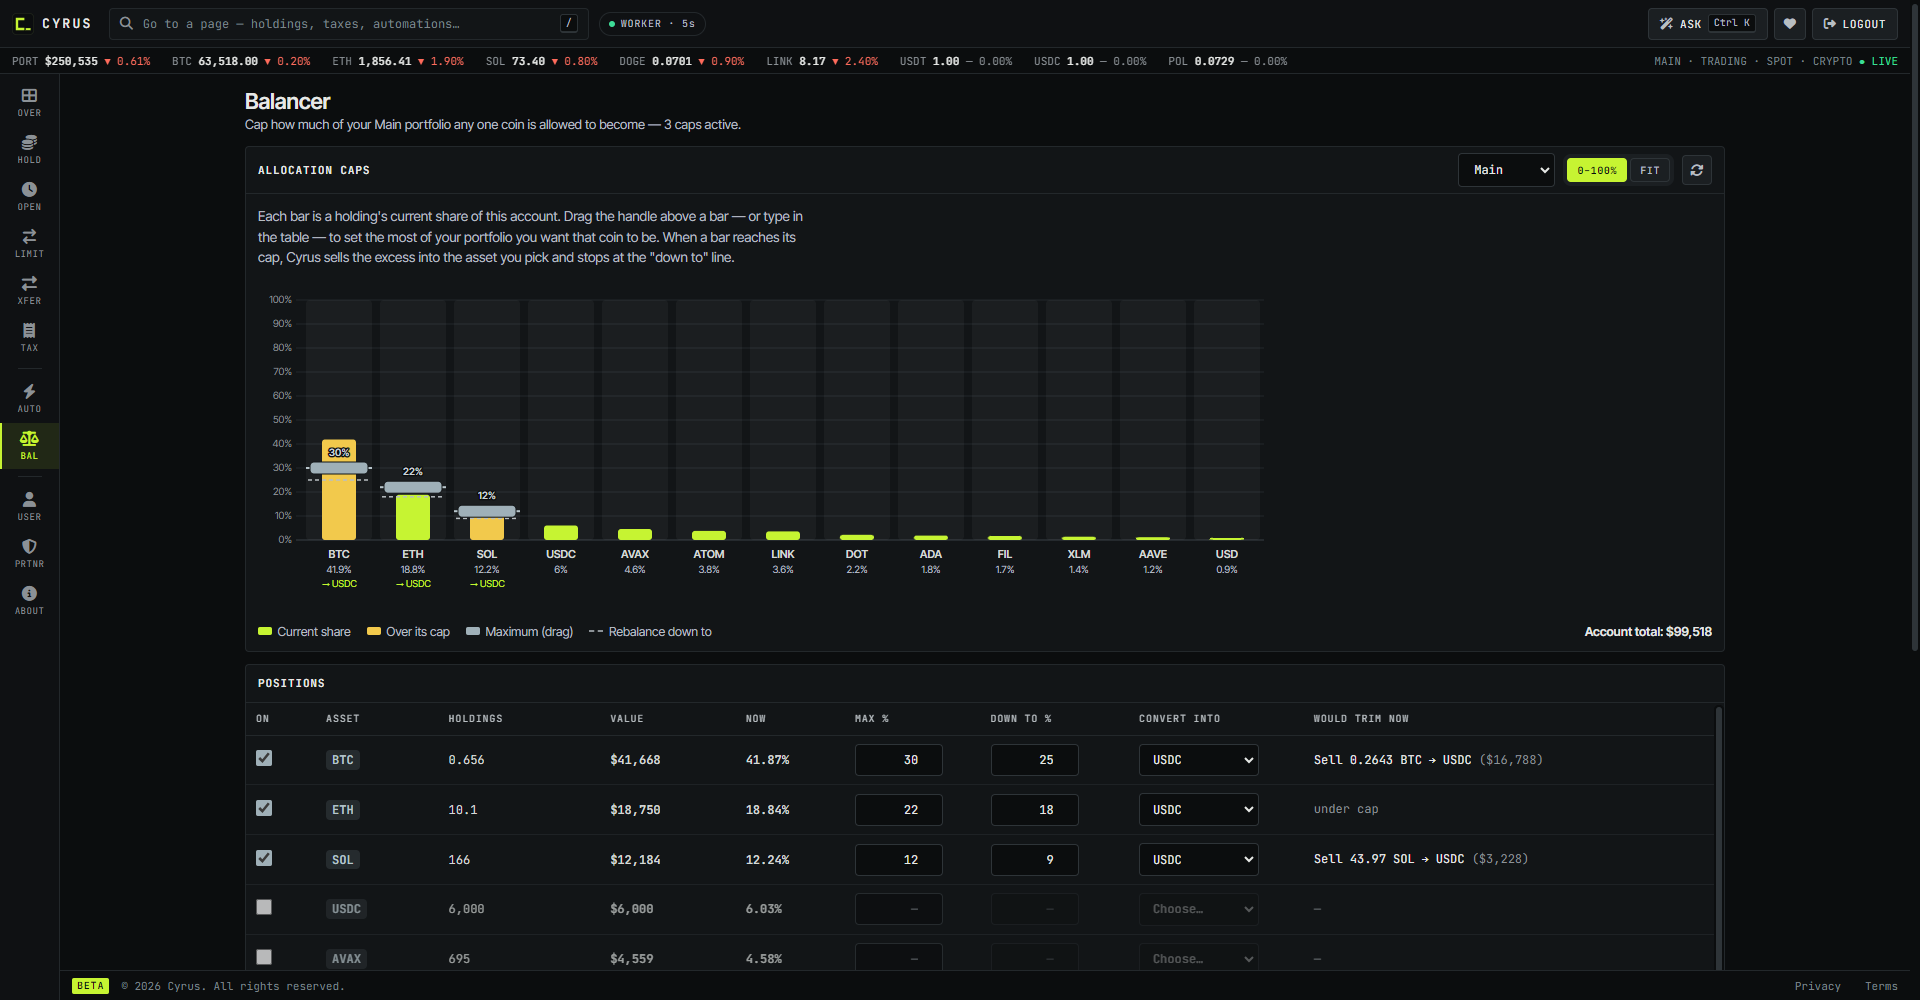 CYRUS
Go to a page — holdings, taxes, automations…
/
WORKER · 5s
ASK Ctrl K
LOGOUT
PORT $250,535 ▼ 0.61% BTC 63,518.00 ▼ 0.20% ETH 1,856.41 ▼ 1.90% SOL 73.40 ▼ 0.80% DOGE 0.0701 ▼ 0.90% LINK 8.17 ▼ 2.40% USDT 1.00 — 0.00% USDC 1.00 — 0.00% POL 0.0729 — 0.00% MAIN · TRADING · SPOT · CRYPTO ● LIVE
OVER
HOLD
OPEN
LIMIT
XFER
TAX
AUTO
BAL
USER
PRTNR
ABOUT
Balancer
Cap how much of your Main portfolio any one coin is allowed to become — 3 caps active.
ALLOCATION CAPS
Main
0–100% FIT
Each bar is a holding's current share of this account. Drag the handle above a bar — or type in
the table — to set the most of your portfolio you want that coin to be. When a bar reaches its
cap, Cyrus sells the excess into the asset you pick and stops at the "down to" line.
100%
90%
80%
70%
60%
50%
40%
30%
20%
10%
0%
30%
22%
12%
BTC ETH SOL USDC AVAX ATOM LINK DOT ADA FIL XLM AAVE USD
41.9% 18.8% 12.2% 6% 4.6% 3.8% 3.6% 2.2% 1.8% 1.7% 1.4% 1.2% 0.9%
→ USDC → USDC → USDC
Current share Over its cap Maximum (drag) Rebalance down to
Account total: $99,518
POSITIONS
ON ASSET HOLDINGS VALUE NOW MAX % DOWN TO % CONVERT INTO WOULD TRIM NOW
BTC 0.656 $41,668 41.87% 30 25 USDC Sell 0.2643 BTC → USDC ($16,788)
ETH 10.1 $18,750 18.84% 22 18 USDC under cap
SOL 166 $12,184 12.24% 12 9 USDC Sell 43.97 SOL → USDC ($3,228)
USDC 6,000 $6,000 6.03% — — Choose… —
AVAX 695 $4,559 4.58% — — Choose… —
BETA © 2026 Cyrus. All rights reserved.
Privacy Terms